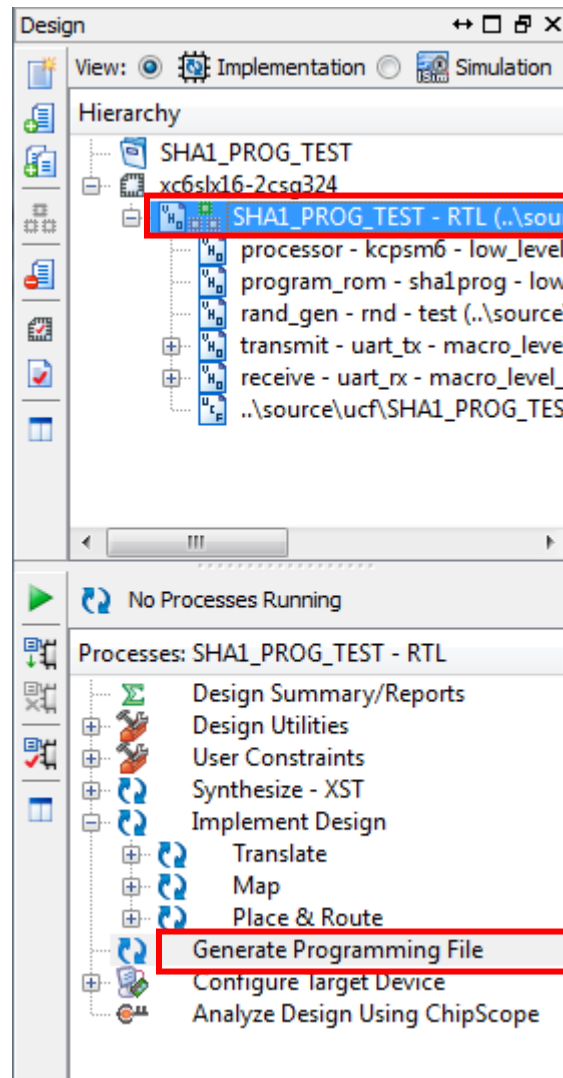 Design
View: Implementation Simulation
Hierarchy
SHA1_PROG_TEST
xc6slx16-2csg324
SHA1_PROG_TEST - RTL (..\sour
processor - kcpsm6 - low_level
program_rom - sha1prog - low
rand_gen - rnd - test (..\source\
transmit - uart_tx - macro_leve
receive - uart_rx - macro_level_
..\source\ucf\SHA1_PROG_TES
No Processes Running
Processes: SHA1_PROG_TEST - RTL
Design Summary/Reports
Design Utilities
User Constraints
Synthesize - XST
Implement Design
Translate
Map
Place & Route
Generate Programming File
Configure Target Device
Analyze Design Using ChipScope